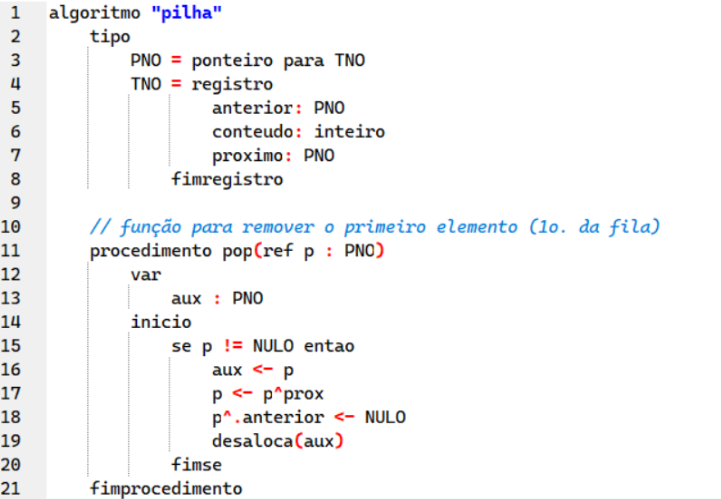 1 algoritmo "pilha"
2 tipo
3 PNO = ponteiro para TNO
4 TNO = registro
5 anterior: PNO
6 conteudo: inteiro
7 proximo: PNO
8 fimregistro
9
10 // função para remover o primeiro elemento (1o. da fila)
11 procedimento pop(ref p : PNO)
12 var
13 aux : PNO
14 inicio
15 se p != NULO entao
16 aux <- p
17 p <- p^prox
18 p^.anterior <- NULO
19 desaloca(aux)
20 fimse
21 fimprocedimento